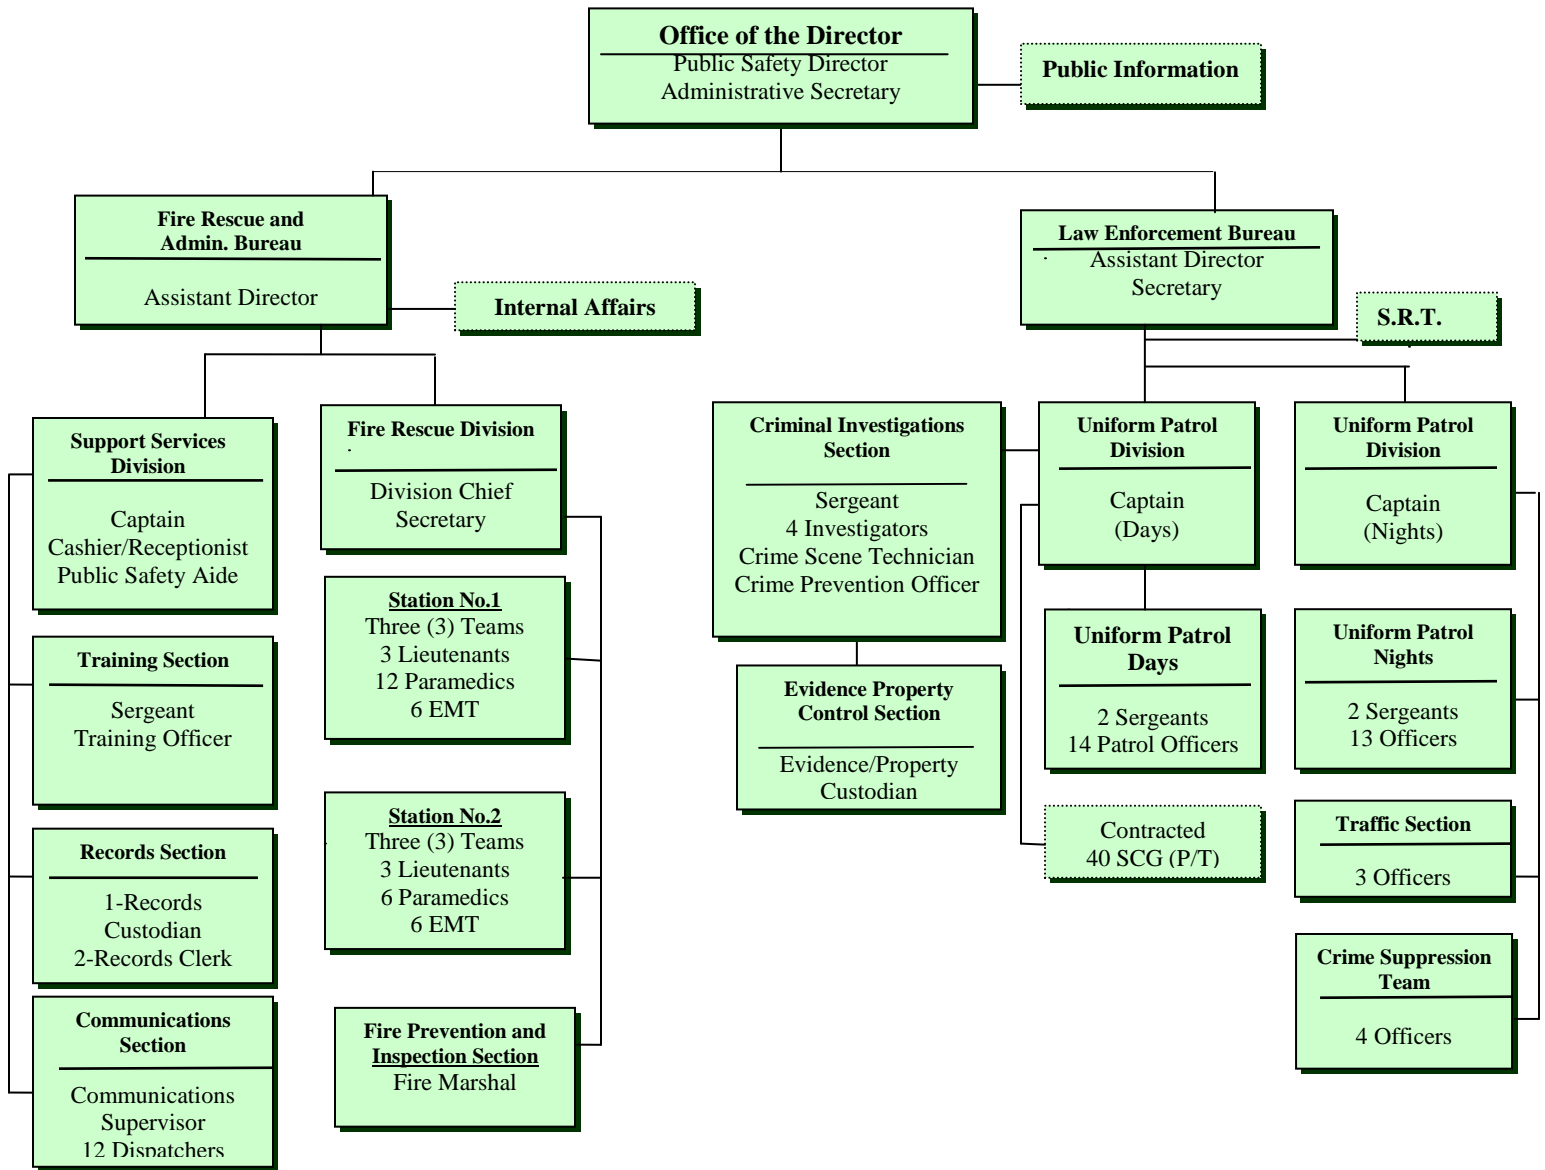 Office of the Director
Public Safety Director
Administrative Secretary
Public Information
Fire Rescue and
Admin. Bureau
Assistant Director
Internal Affairs
Law Enforcement Bureau
Assistant Director
Secretary
S.R.T.
Support Services
Division
Captain
Cashier/Receptionist
Public Safety Aide
Training Section
Sergeant
Training Officer
Records Section
1-Records
Custodian
2-Records Clerk
Communications
Section
Communications
Supervisor
12 Dispatchers
Fire Rescue Division
Division Chief
Secretary
Station No.1
Three (3) Teams
3 Lieutenants
12 Paramedics
6 EMT
Station No.2
Three (3) Teams
3 Lieutenants
6 Paramedics
6 EMT
Fire Prevention and
Inspection Section
Fire Marshal
Criminal Investigations
Section
Sergeant
4 Investigators
Crime Scene Technician
Crime Prevention Officer
Evidence Property
Control Section
Evidence/Property
Custodian
Uniform Patrol
Division
Captain
(Days)
Uniform Patrol
Days
2 Sergeants
14 Patrol Officers
Contracted
40 SCG (P/T)
Uniform Patrol
Division
Captain
(Nights)
Uniform Patrol
Nights
2 Sergeants
13 Officers
Traffic Section
3 Officers
Crime Suppression
Team
4 Officers